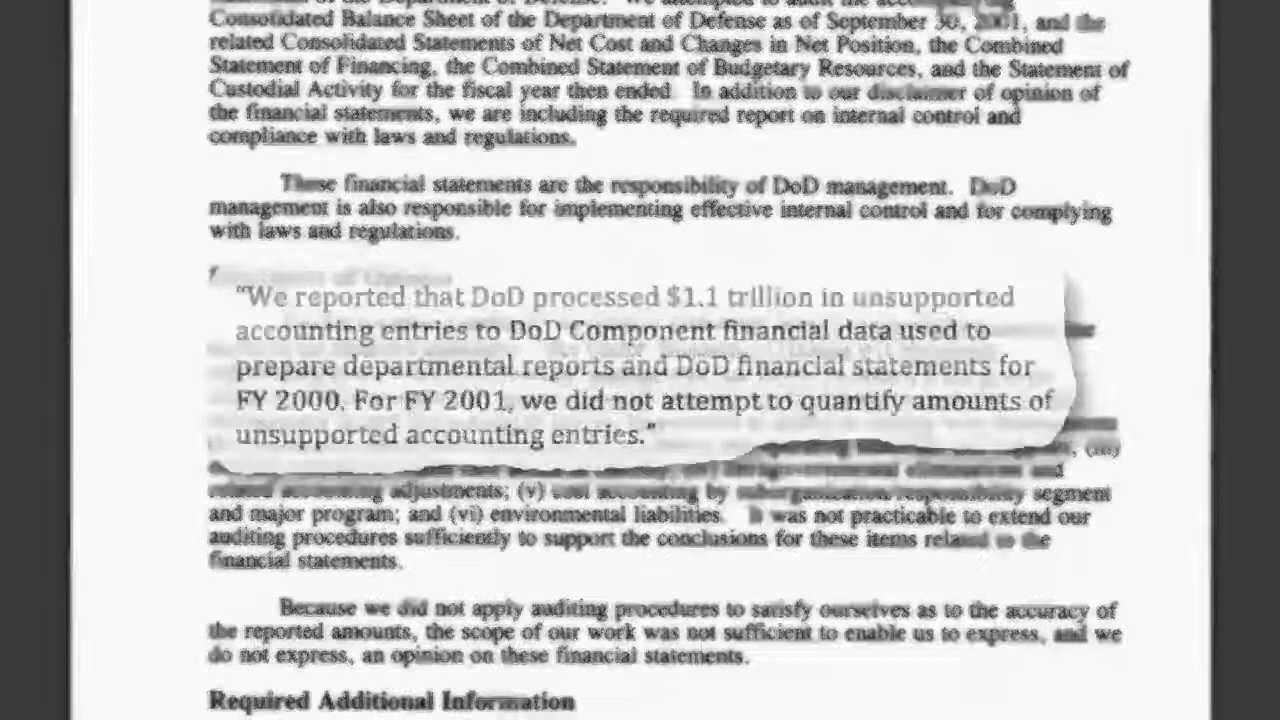 Consolidated Balance Sheet of the Department of Defense as of September 30, 2001, and the
related Consolidated Statements of Net Cost and Changes in Net Position, the Combined
Statement of Financing, the Combined Statement of Budgetary Resources, and the Statement of
Custodial Activity for the fiscal year then ended. In addition to our disclaimer of opinion of
the financial statements, we are including the required report on internal control and
compliance with laws and regulations.
These financial statements are the responsibility of DoD management. DoD
management is also responsible for implementing effective internal control and for complying
with laws and regulations.
“We reported that DoD processed $1.1 trillion in unsupported
accounting entries to DoD Component financial data used to
prepare departmental reports and DoD financial statements for
FY 2000. For FY 2001, we did not attempt to quantify amounts of
unsupported accounting entries.”
related accounting adjustments; (v) cost accounting by suborganization/responsibility segment
and major program; and (vi) environmental liabilities. It was not practicable to extend our
auditing procedures sufficiently to support the conclusions for these items related to the
financial statements.
Because we did not apply auditing procedures to satisfy ourselves as to the accuracy of
the reported amounts, the scope of our work was not sufficient to enable us to express, and we
do not express, an opinion on these financial statements.
Required Additional Information